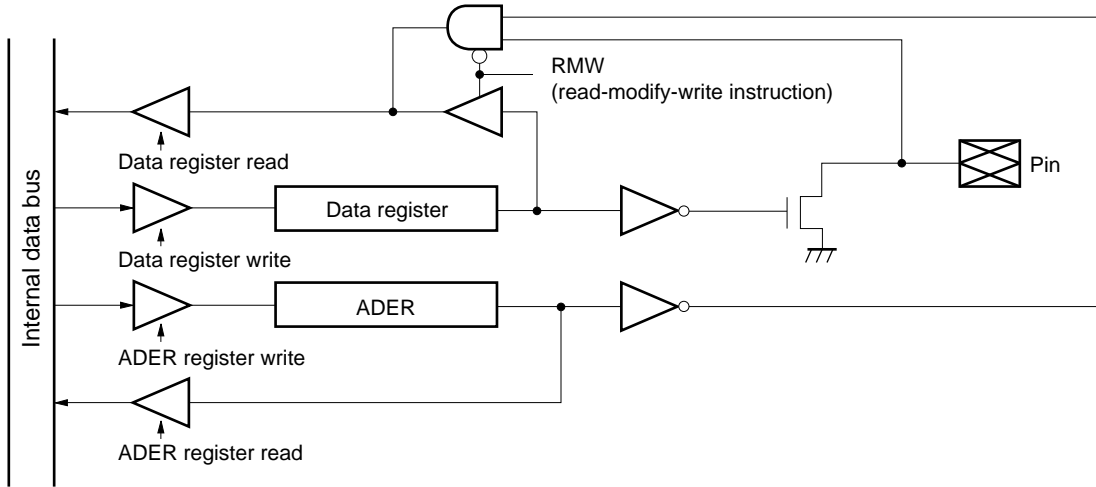 RMW
(read-modify-write instruction)
Data register read
Pin
Data register
Data register write
ADER
ADER register write
ADER register read
Internal data bus